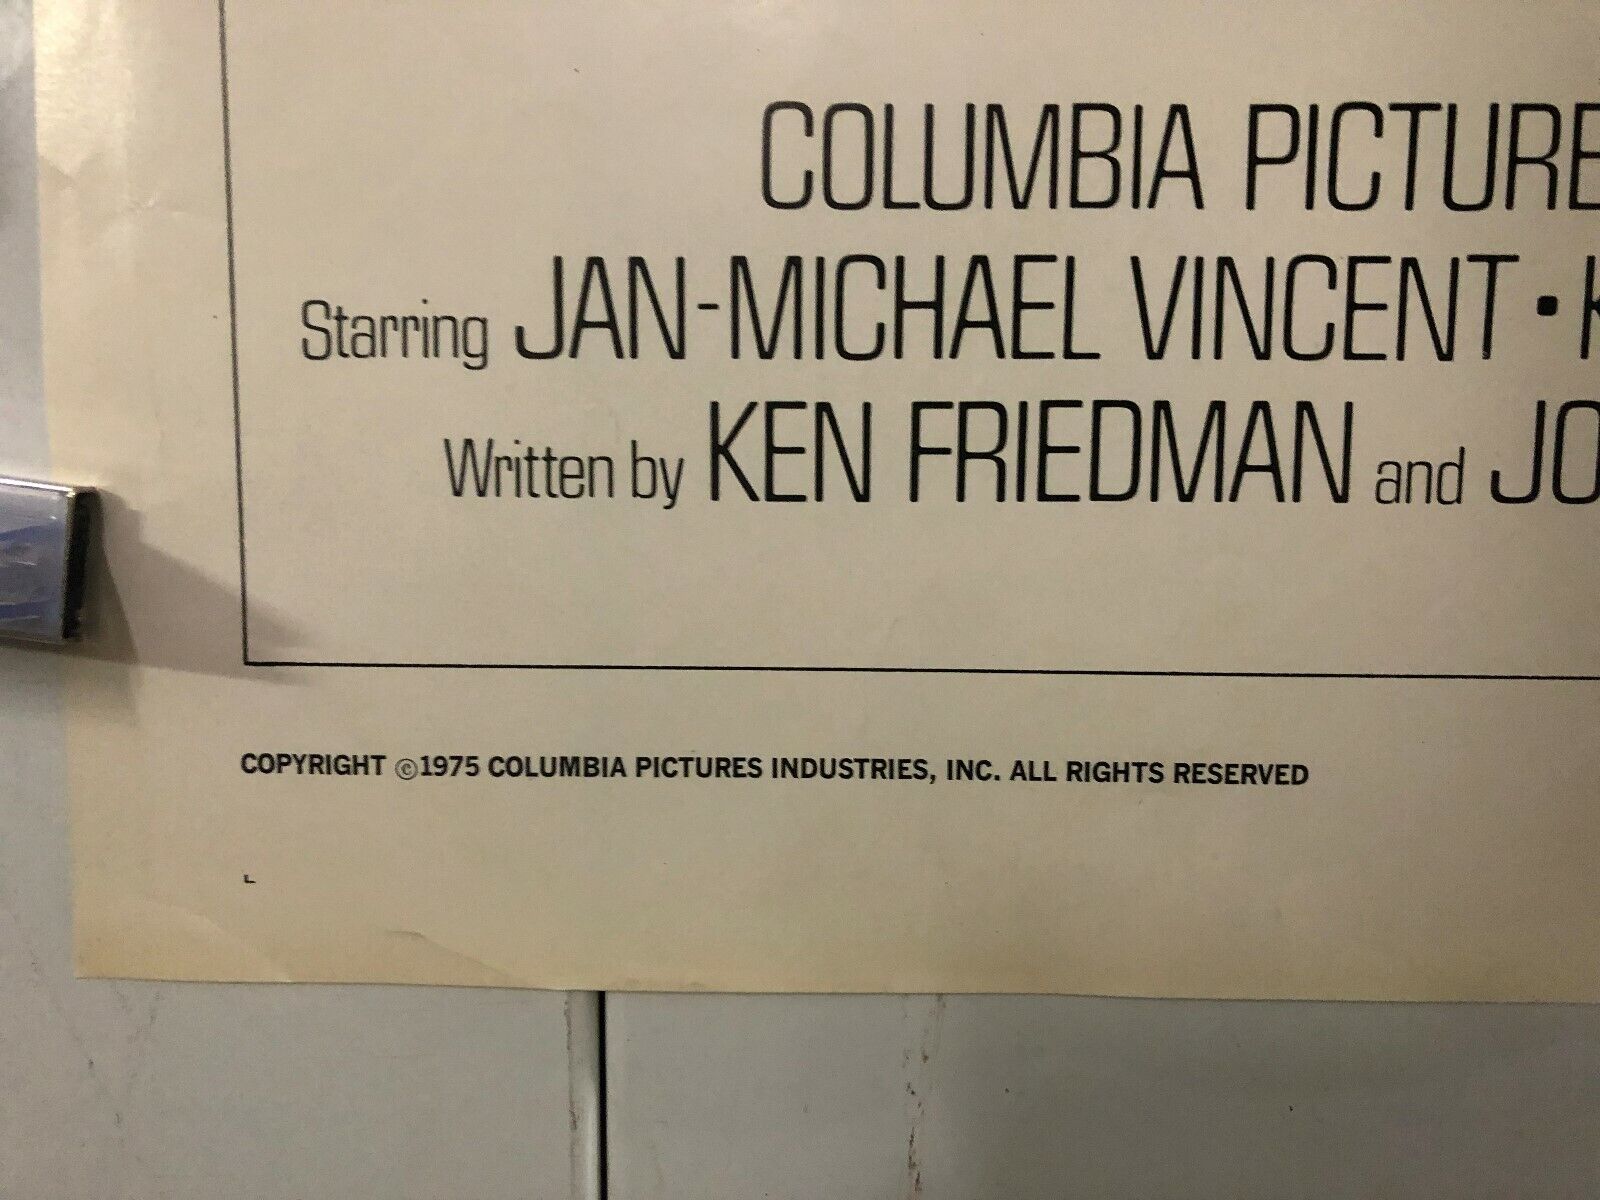 COLUMBIA PICTURE
Starring JAN-MICHAEL VINCENT • K
Written by KEN FRIEDMAN and JO
COPYRIGHT ©1975 COLUMBIA PICTURES INDUSTRIES, INC. ALL RIGHTS RESERVED